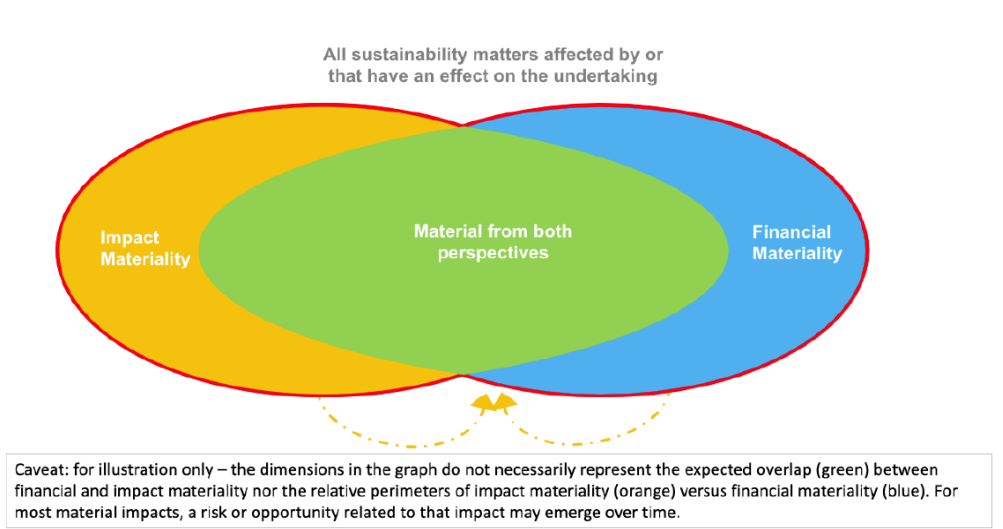 All sustainability matters affected by or
that have an effect on the undertaking
Impact
Materiality
Material from both
perspectives
Financial
Materiality
Caveat: for illustration only – the dimensions in the graph do not necessarily represent the expected overlap (green) between
financial and impact materiality nor the relative perimeters of impact materiality (orange) versus financial materiality (blue). For
most material impacts, a risk or opportunity related to that impact may emerge over time.